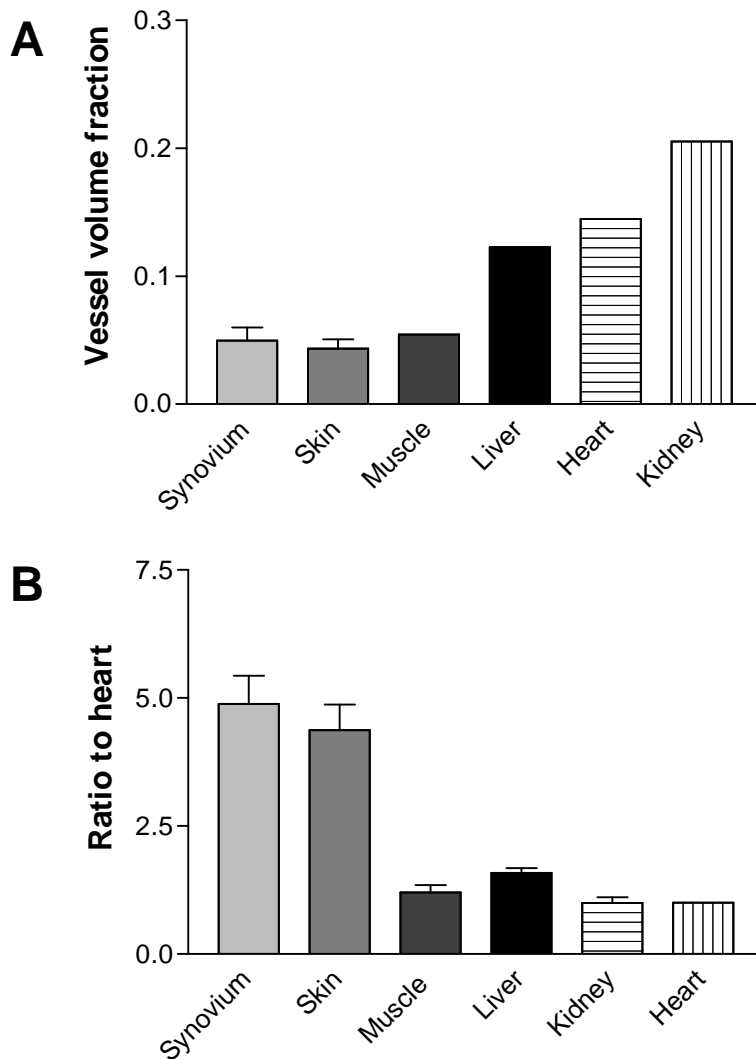 A
Vessel volume fraction
0.3
0.2
0.1
0.0
Synovium
Skin
Muscle
Liver
Heart
Kidney
B
Ratio to heart
7.5
5.0
2.5
0.0
Synovium
Skin
Muscle
Liver
Kidney
Heart